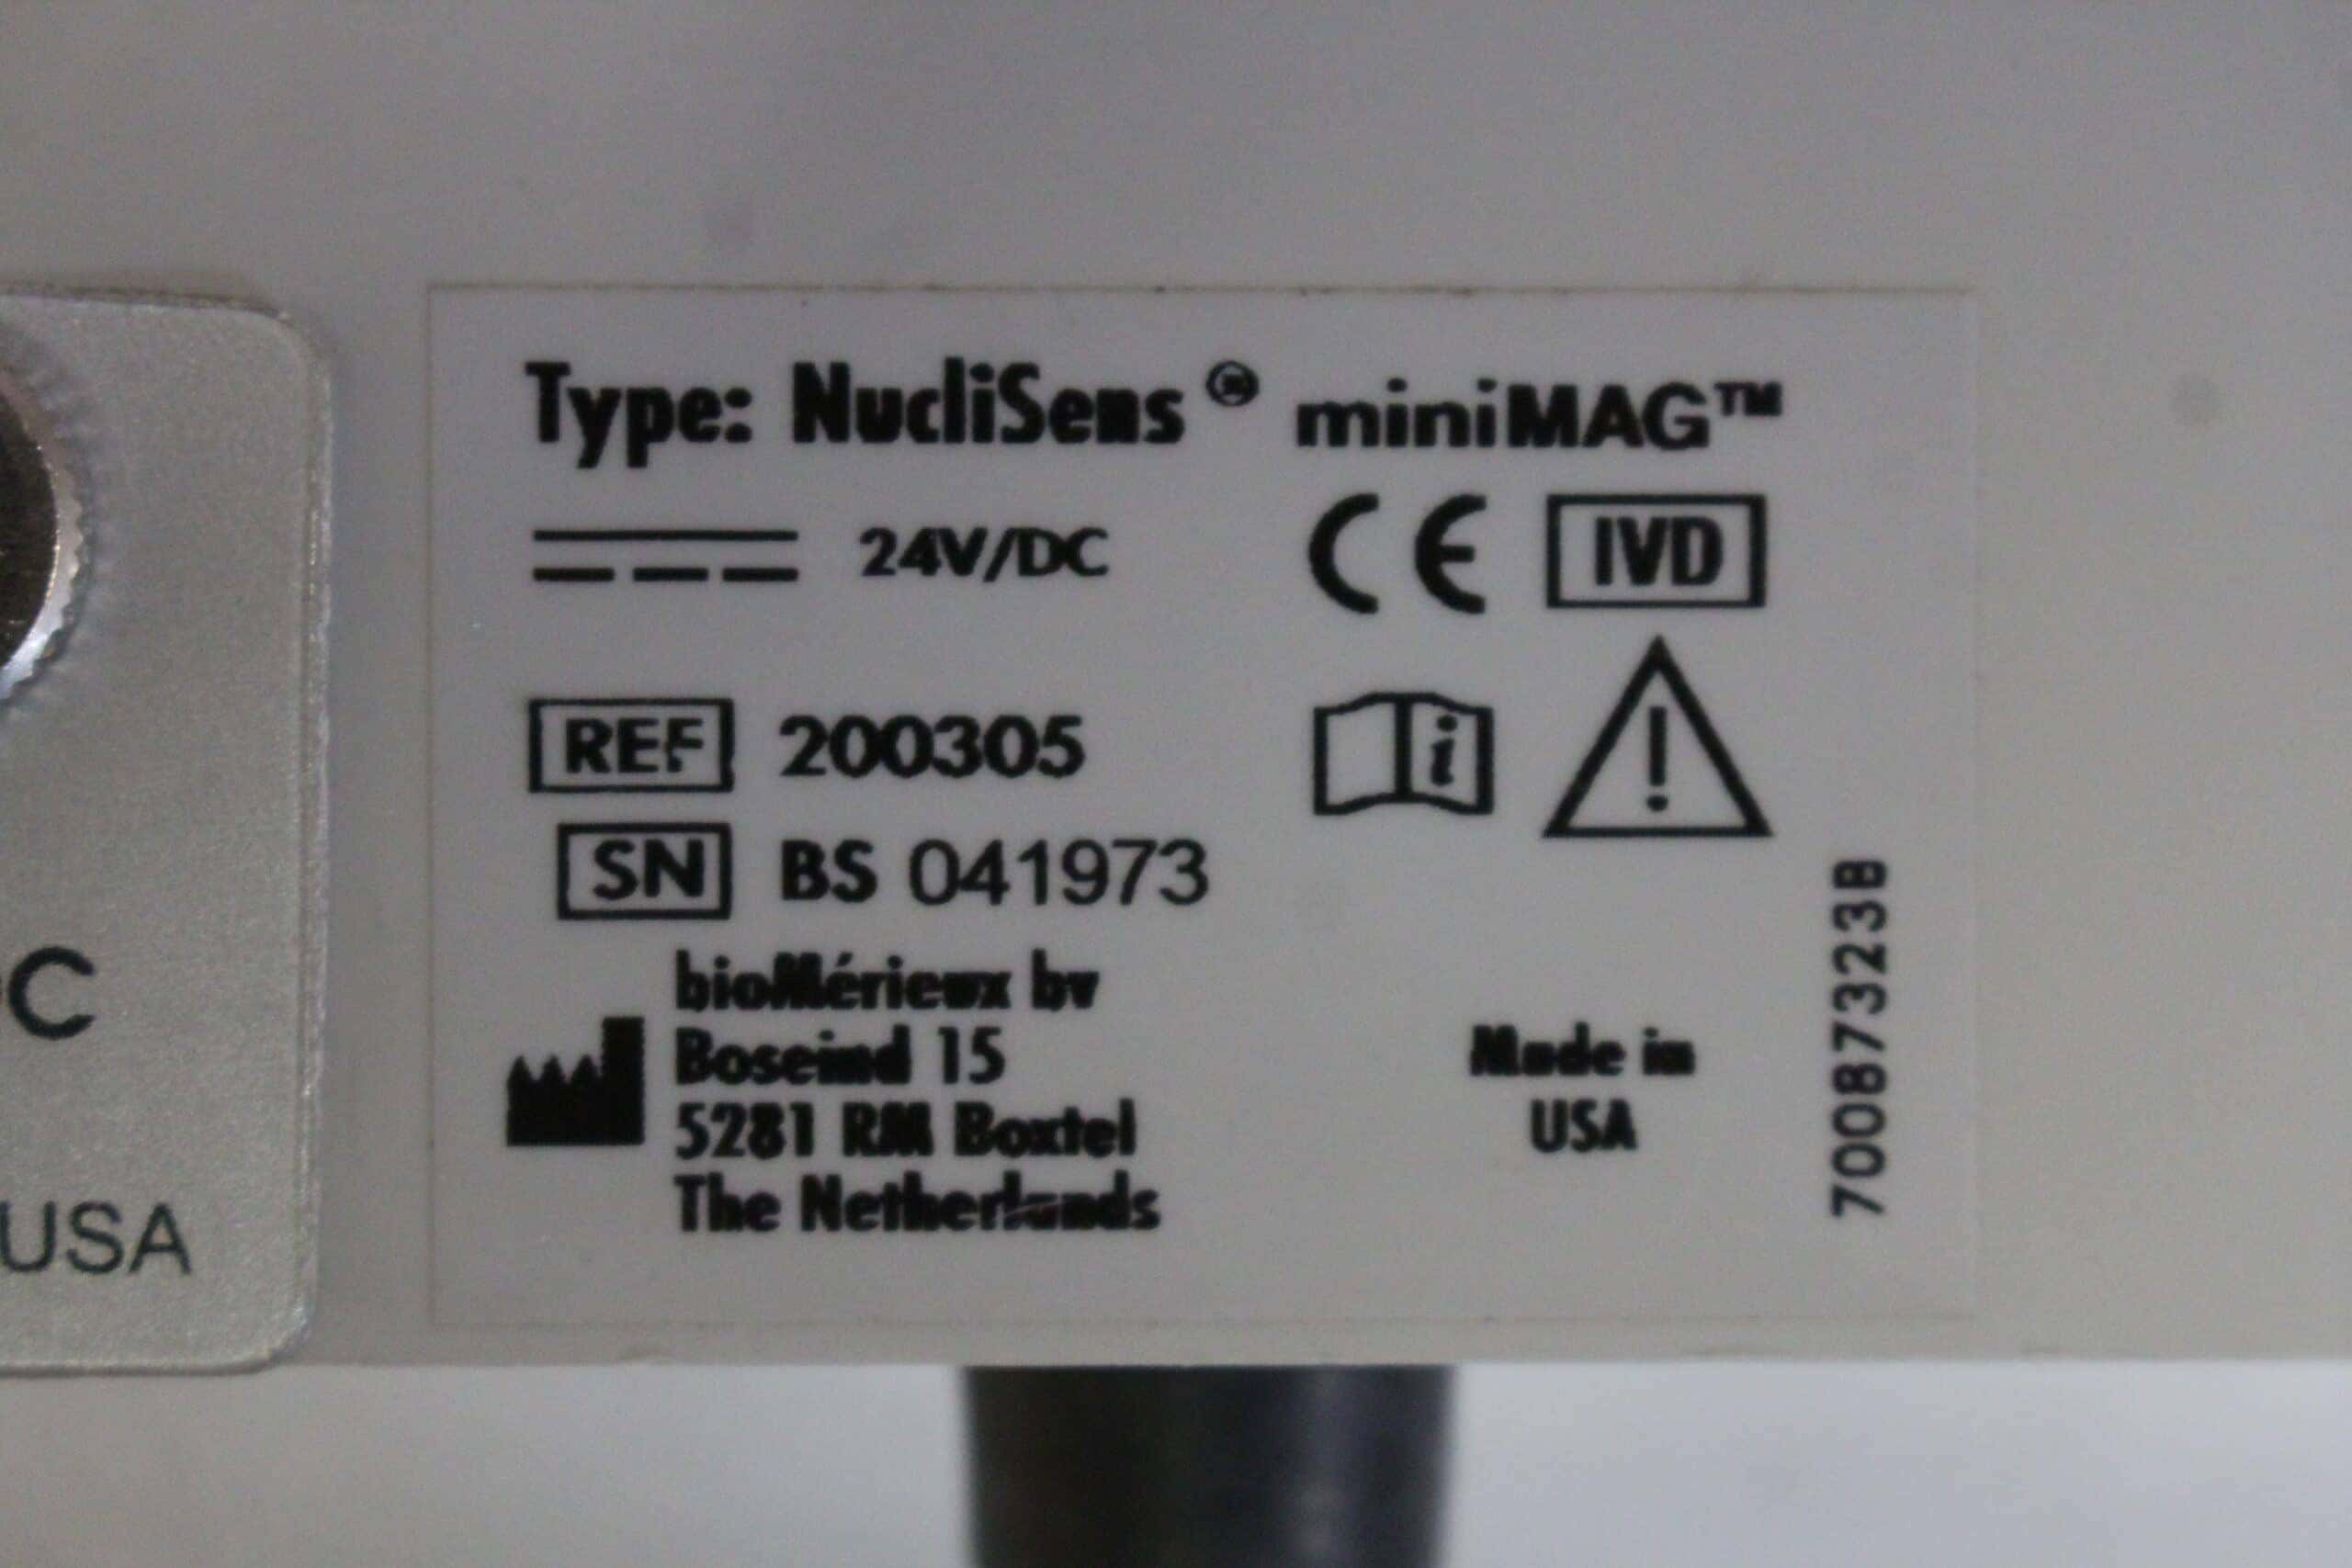 Type: NucliSens® miniMAG™
24V/DC
CE IVD
REF 200305
i
!
SN BS 041973
bioMérieux bv
Boseind 15
5281 RM Boxtel
The Netherlands
Made in
USA
70087323B
C
USA